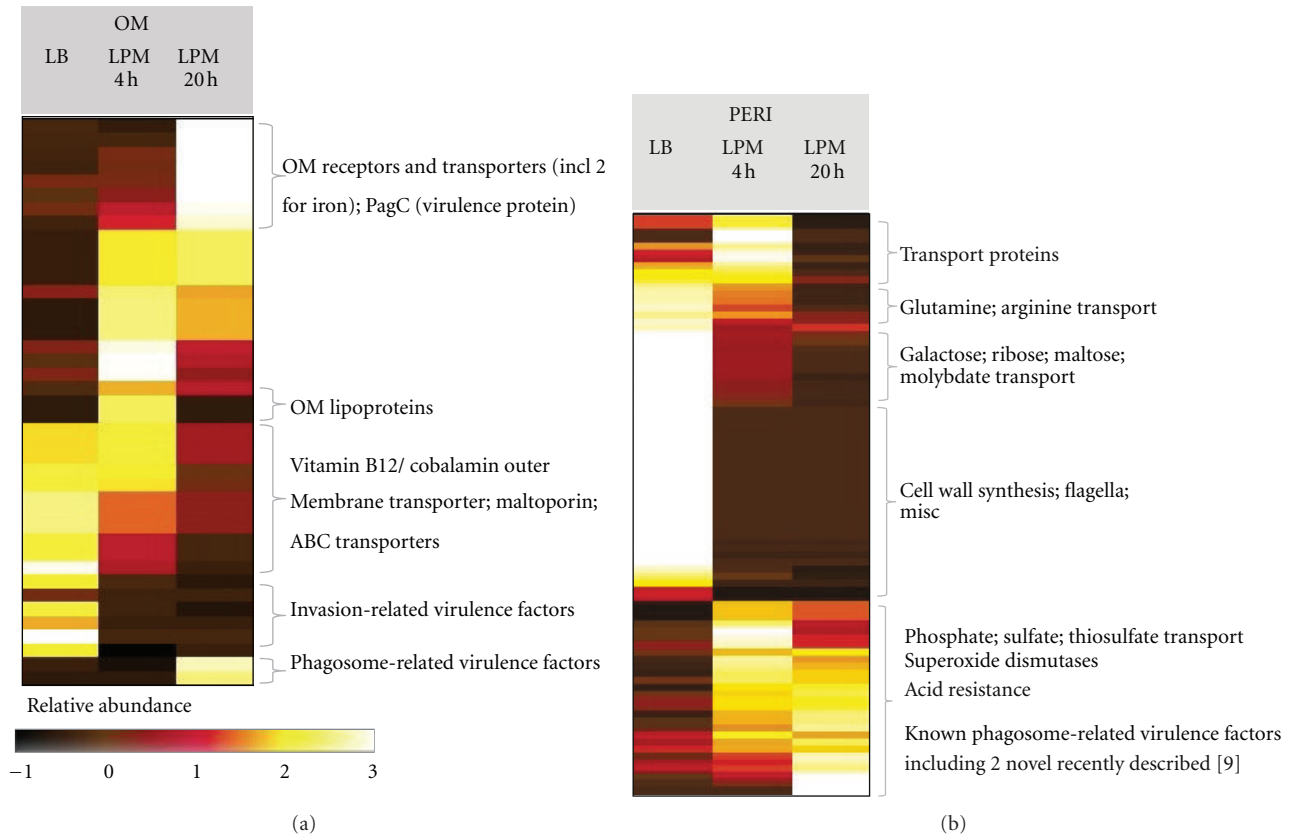 OM
LB LPM LPM
4 h 20 h
OM receptors and transporters (incl 2
for iron); PagC (virulence protein)
OM lipoproteins
Vitamin B12/ cobalamin outer
Membrane transporter; maltoporin;
ABC transporters
Invasion-related virulence factors
Phagosome-related virulence factors
Relative abundance
−1 0 1 2 3
(a)
PERI
LB LPM LPM
4 h 20 h
Transport proteins
Glutamine; arginine transport
Galactose; ribose; maltose;
molybdate transport
Cell wall synthesis; flagella;
misc
Phosphate; sulfate; thiosulfate transport
Superoxide dismutases
Acid resistance
Known phagosome-related virulence factors
including 2 novel recently described [9]
(b)